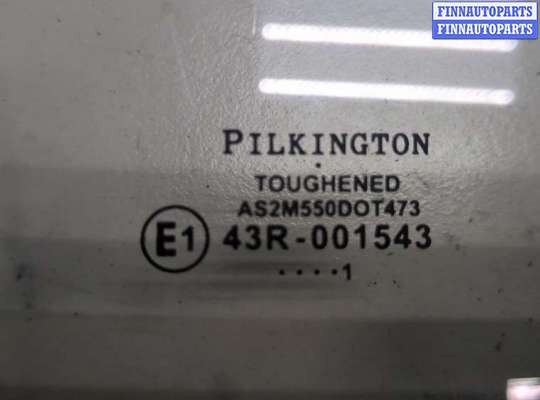 FINNAUTOPARTS
FINNAUTOPARTS
PILKINGTON
TOUGHENED
AS2M550DOT473
E1 43R-001543
....1